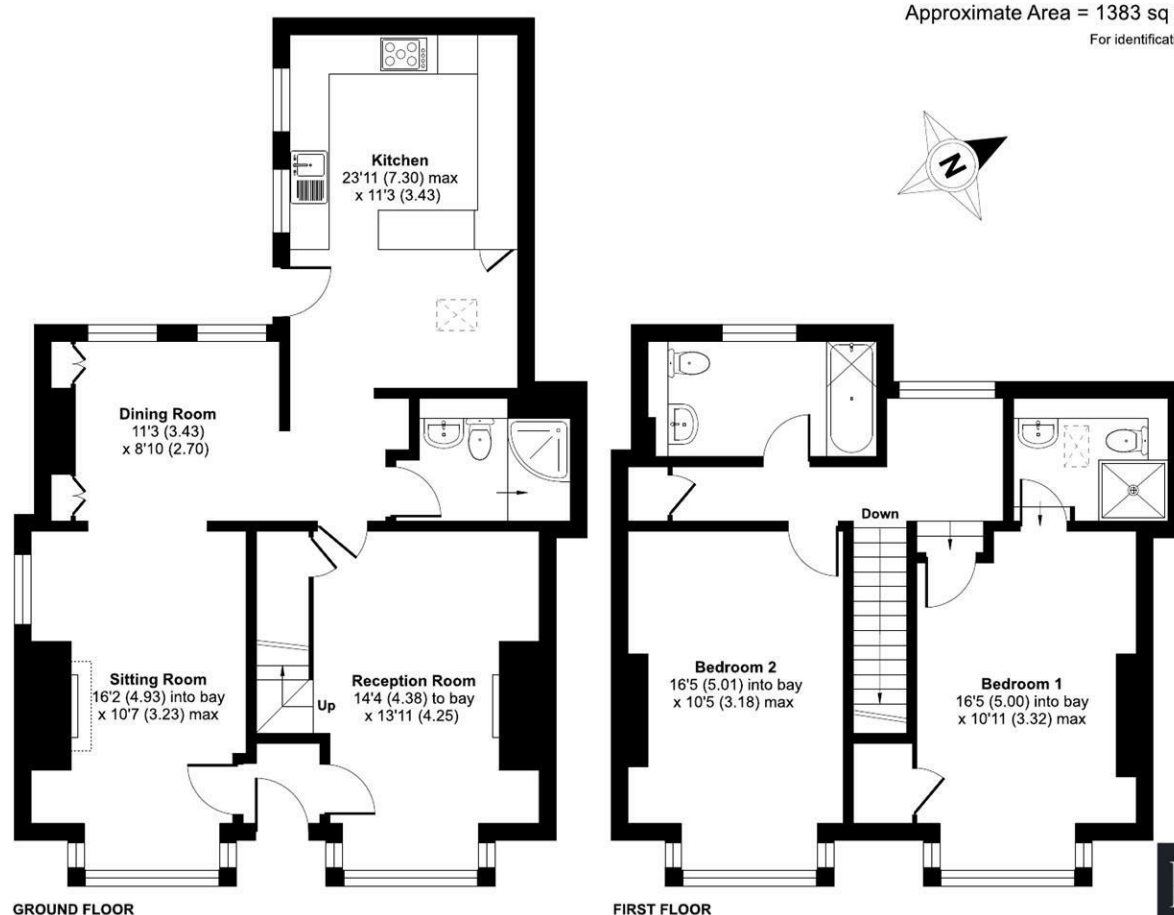 Approximate Area = 1383 sq
For identificat
N
Kitchen
23'11 (7.30) max
x 11'3 (3.43)
Dining Room
11'3 (3.43)
x 8'10 (2.70)
Down
Sitting Room
16'2 (4.93) into bay
x 10'7 (3.23) max
Reception Room
14'4 (4.38) to bay
x 13'11 (4.25)
Up
Bedroom 2
16'5 (5.01) into bay
x 10'5 (3.18) max
Bedroom 1
16'5 (5.00) into bay
x 10'11 (3.32) max
GROUND FLOOR
FIRST FLOOR